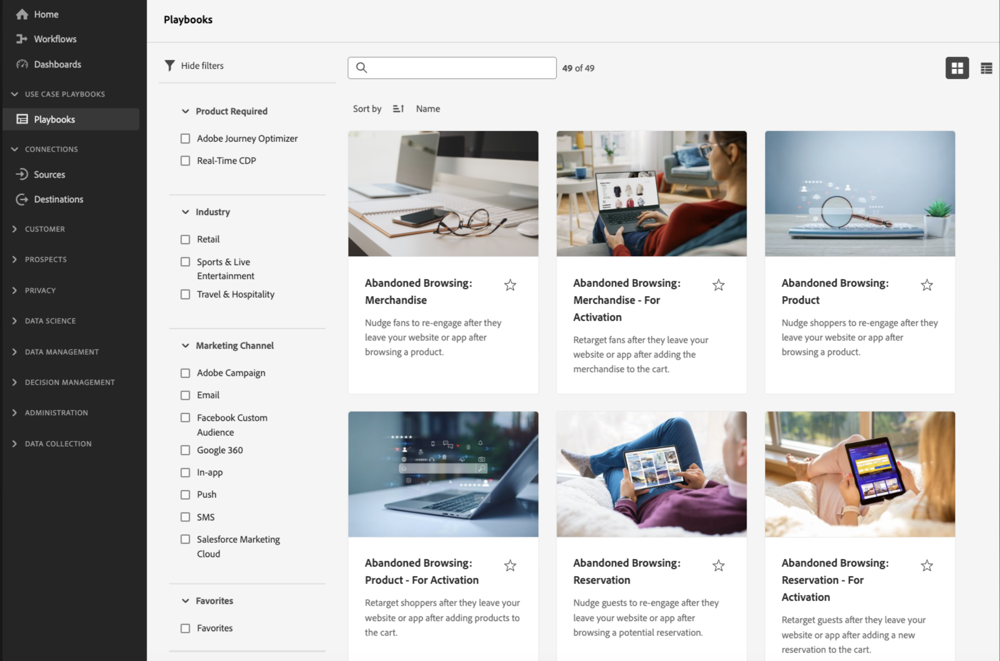 Home
Workflows
Dashboards
USE CASE PLAYBOOKS
Playbooks
CONNECTIONS
Sources
Destinations
CUSTOMER
PROSPECTS
PRIVACY
DATA SCIENCE
DATA MANAGEMENT
DECISION MANAGEMENT
ADMINISTRATION
DATA COLLECTION
Playbooks
Hide filters
Product Required
Adobe Journey Optimizer
Real-Time CDP
Industry
Retail
Sports & Live
Entertainment
Travel & Hospitality
Marketing Channel
Adobe Campaign
Email
Facebook Custom
Audience
Google 360
In-app
Push
SMS
Salesforce Marketing
Cloud
Favorites
Favorites
49 of 49
Sort by Name
Abandoned Browsing:
Merchandise
Nudge fans to re-engage after they
leave your website or app after
browsing a product.
Abandoned Browsing:
Merchandise - For
Activation
Retarget fans after they leave your
website or app after adding the
merchandise to the cart.
Abandoned Browsing:
Product
Nudge shoppers to re-engage after they
leave your website or app after
browsing a product.
Abandoned Browsing:
Product - For Activation
Retarget shoppers after they leave your
website or app after adding products to
the cart.
Abandoned Browsing:
Reservation
Nudge guests to re-engage after they
leave your website or app after
browsing a potential reservation.
Abandoned Browsing:
Reservation - For
Activation
Retarget guests after they leave your
website or app after adding a new
reservation to the cart.